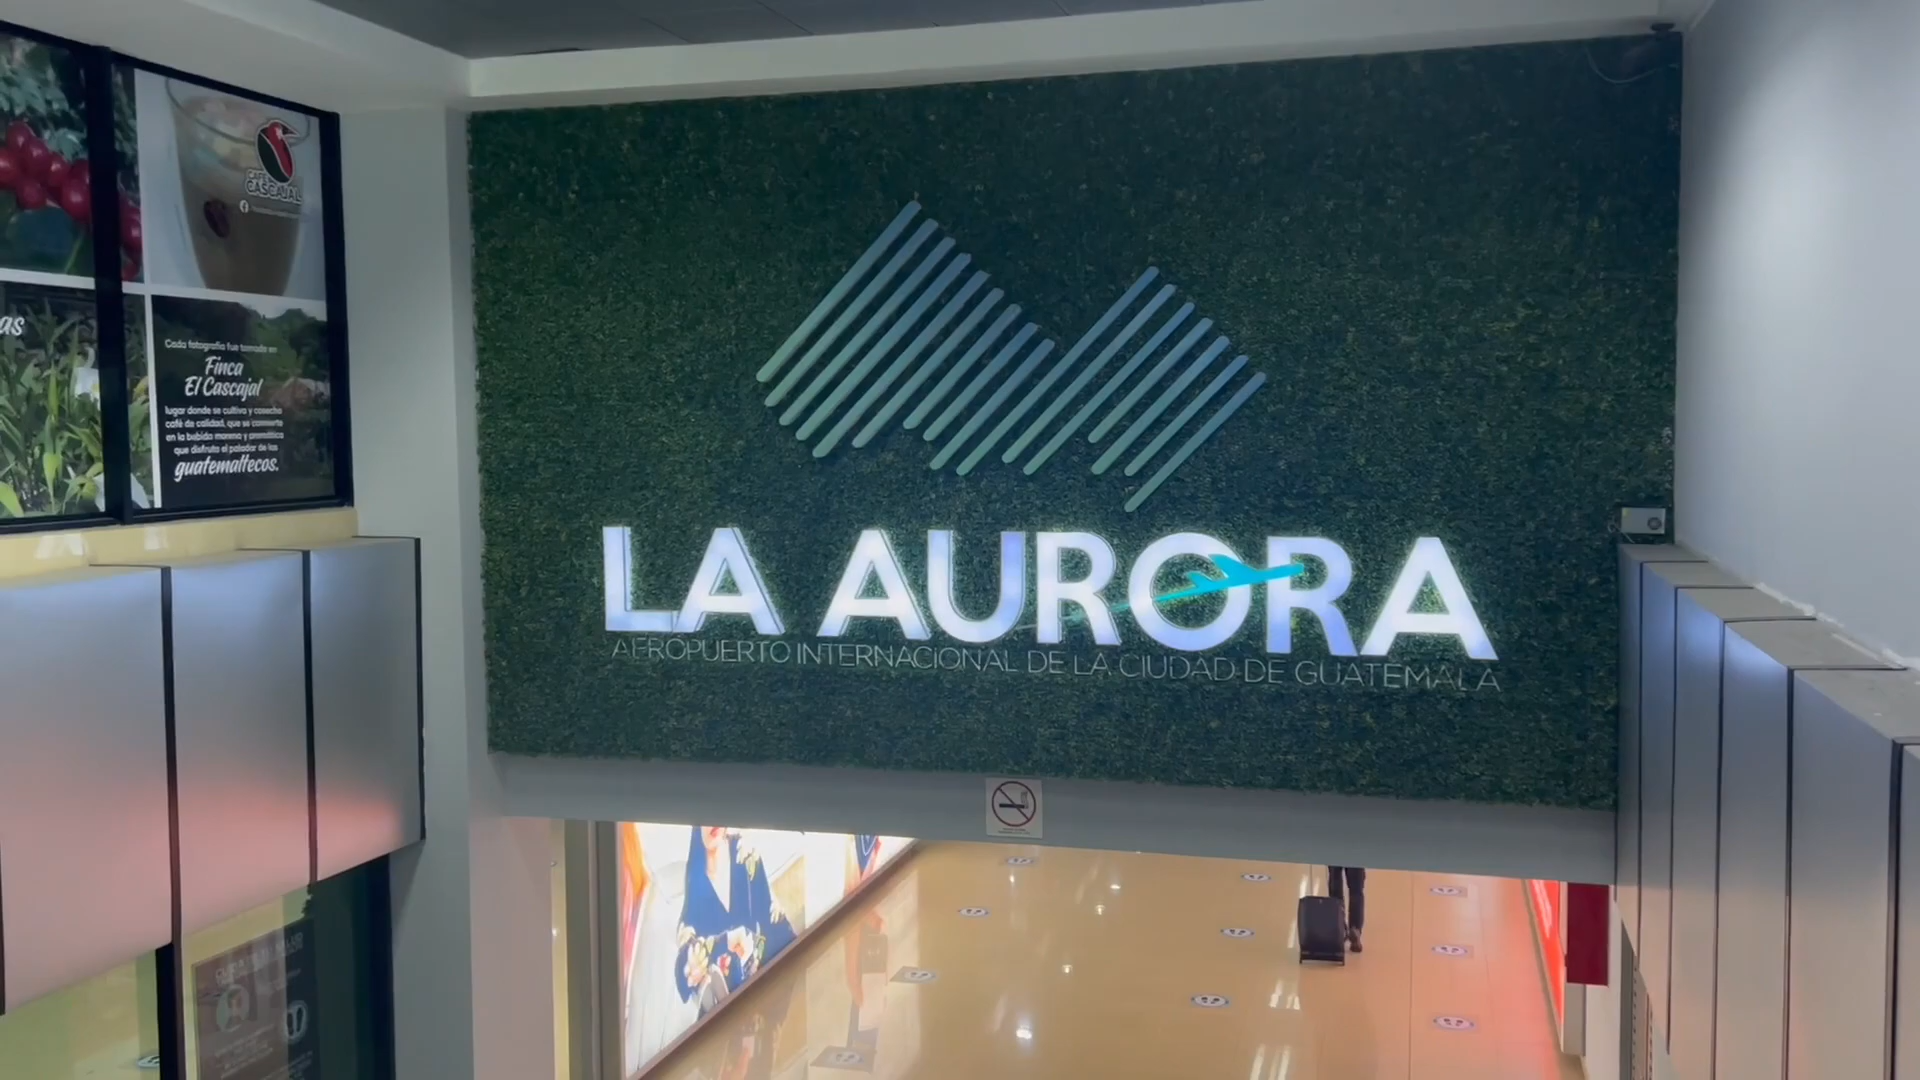 CAFÉ
CASCAJAL
as
Cada fotografía fue tomada en
Finca
El Cascajal
lugar donde se cultiva y cosecha
café de calidad, que se convierte
en la bebida morena y aromática
que disfruta el paladar de los
guatemaltecos.
LA AURORA
AEROPUERTO INTERNACIONAL DE LA CIUDAD DE GUATEMALA